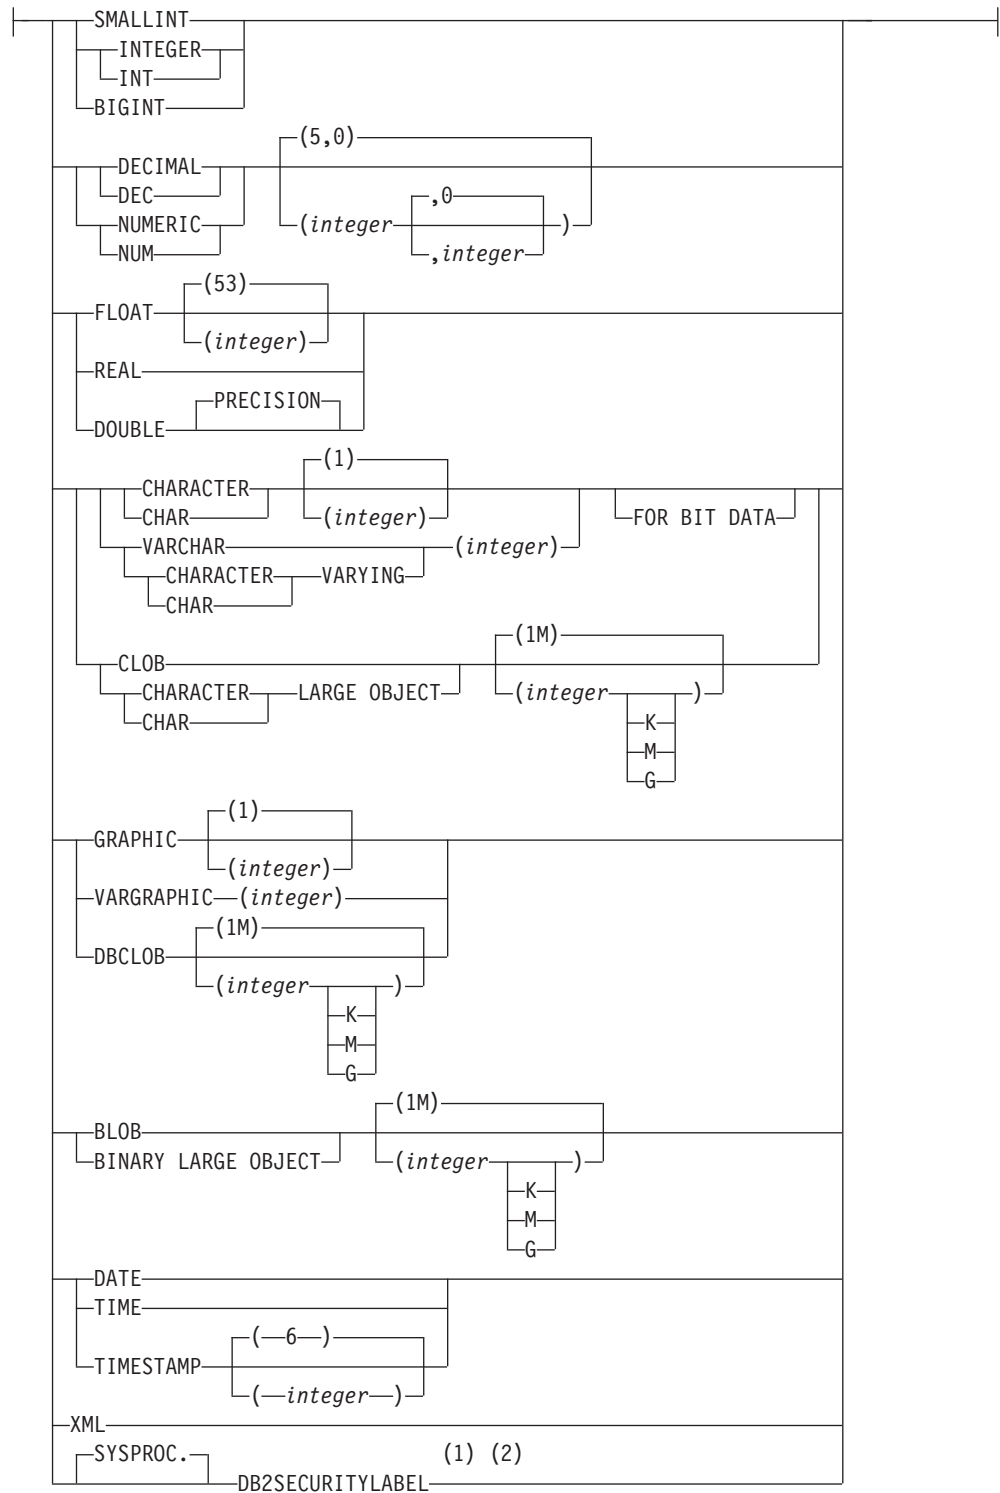 SMALLINT
INTEGER
INT
BIGINT
(5,0)
DECIMAL
DEC
,0
NUMERIC
(integer )
NUM
,integer
(53)
FLOAT
(integer)
REAL
PRECISION
DOUBLE
(1)
CHARACTER
CHAR
(integer)
FOR BIT DATA
VARCHAR
(integer)
CHARACTER
VARYING
CHAR
(1M)
CLOB
CHARACTER
LARGE OBJECT
(integer )
CHAR
K
M
G
(1)
GRAPHIC
(integer)
VARGRAPHIC (integer)
(1M)
DBCLOB
(integer )
K
M
G
(1M)
BLOB
BINARY LARGE OBJECT
(integer )
K
M
G
DATE
TIME
( 6 )
TIMESTAMP
( integer )
XML
SYSPROC.
(1) (2)
DB2SECURITYLABEL